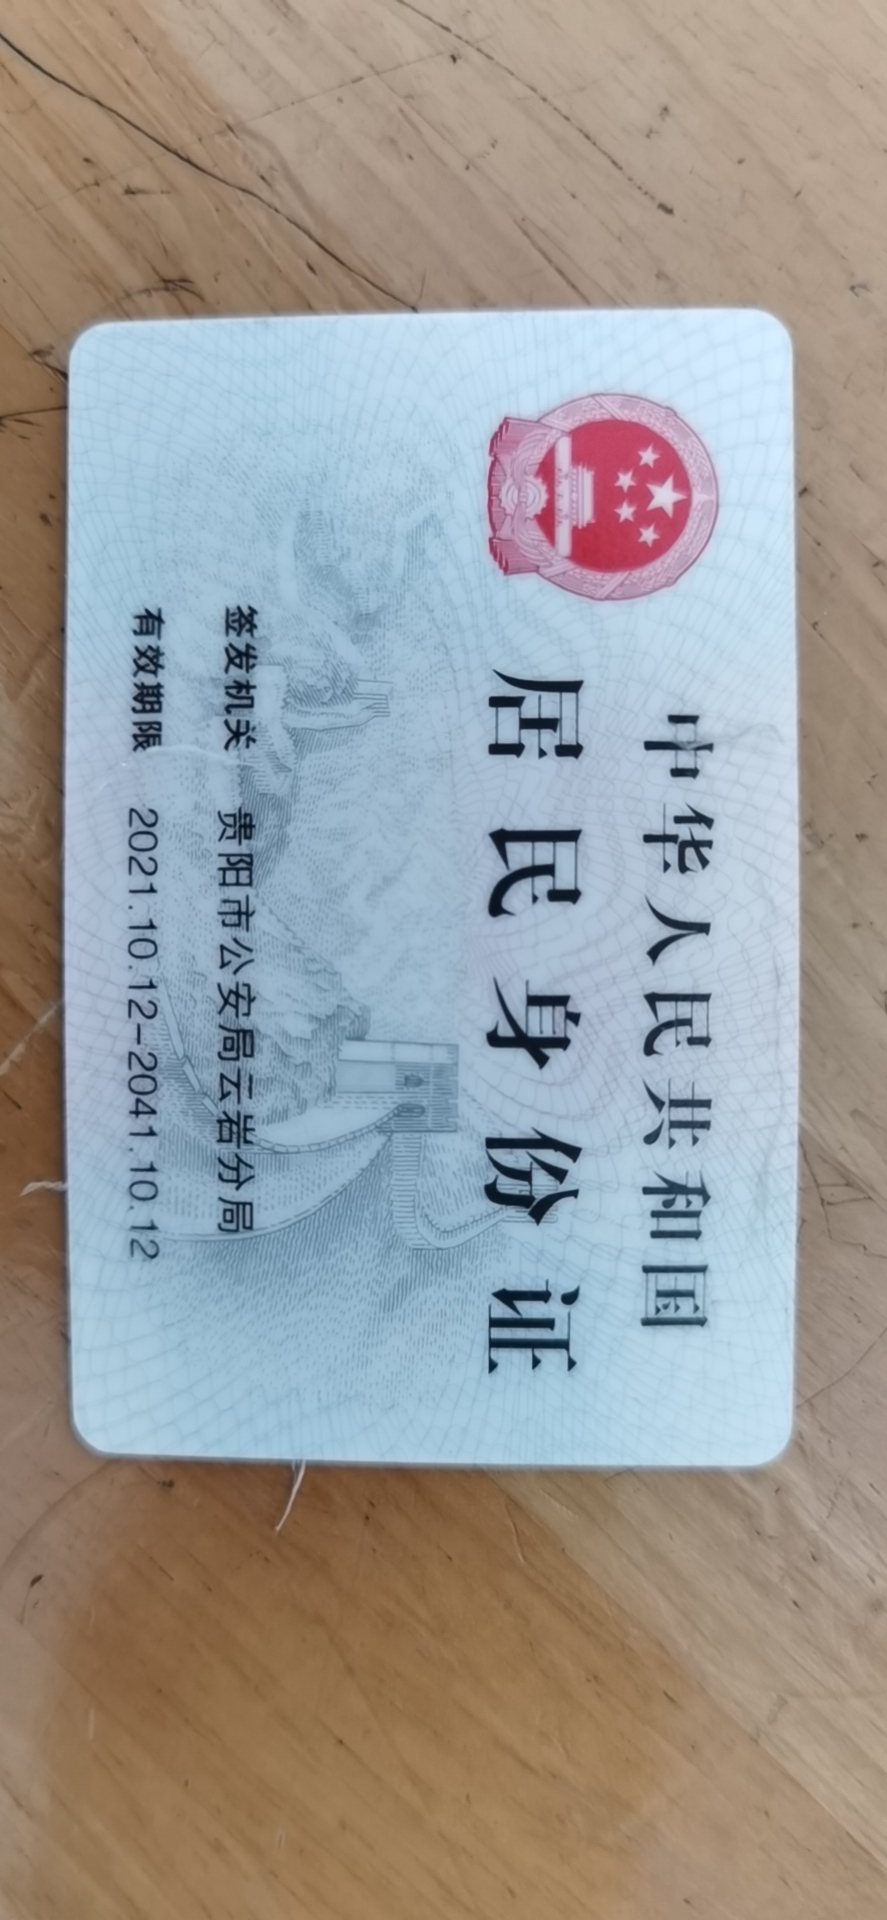 中华人民共和国
居民身份证
签发机关 贵阳市公安局云岩分局
有效期限 2021.10.12-2041.10.12